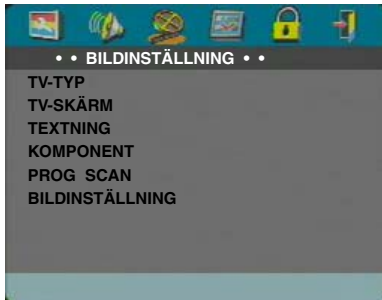 • • BILDINSTÄLLNING • •
TV-TYP
TV-SKÄRM
TEXTNING
KOMPONENT
PROG SCAN
BILDINSTÄLLNING